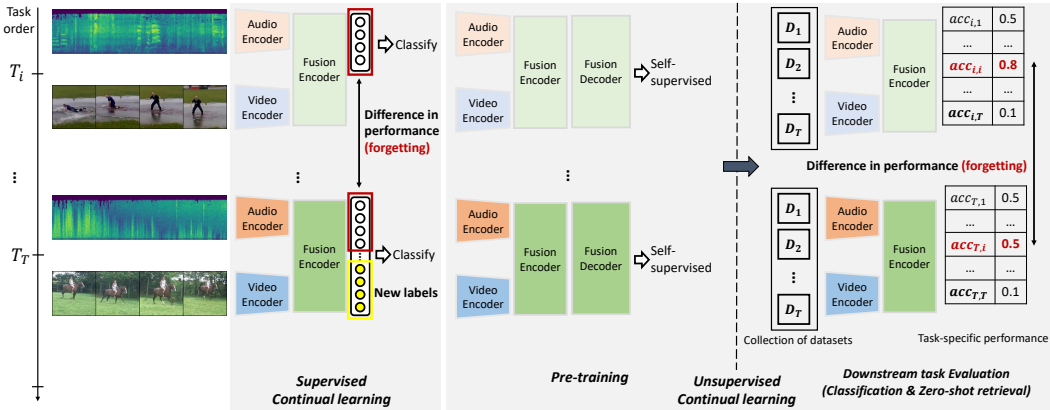 Task
order
T_i
⋮
T_T
Audio
Encoder
Video
Encoder
Fusion
Encoder
Classify
Difference in
performance
(forgetting)
⋮
Audio
Encoder
Video
Encoder
Fusion
Encoder
Classify
New labels
Supervised
Continual learning
Audio
Encoder
Video
Encoder
Fusion
Encoder
Fusion
Decoder
Self-
supervised
⋮
Audio
Encoder
Video
Encoder
Fusion
Encoder
Fusion
Decoder
Self-
supervised
Pre-training
Unsupervised
Continual learning
D_1
D_2
⋮
D_T
Audio
Encoder
Video
Encoder
Fusion
Encoder
acc_{i,1} 0.5
... ...
acc_{i,i} 0.8
... ...
acc_{i,T} 0.1
Difference in performance (forgetting)
D_1
D_2
⋮
D_T
Collection of datasets
Audio
Encoder
Video
Encoder
Fusion
Encoder
acc_{T,1} 0.5
... ...
acc_{T,i} 0.5
... ...
acc_{T,T} 0.1
Task-specific performance
Downstream task Evaluation
(Classification & Zero-shot retrieval)